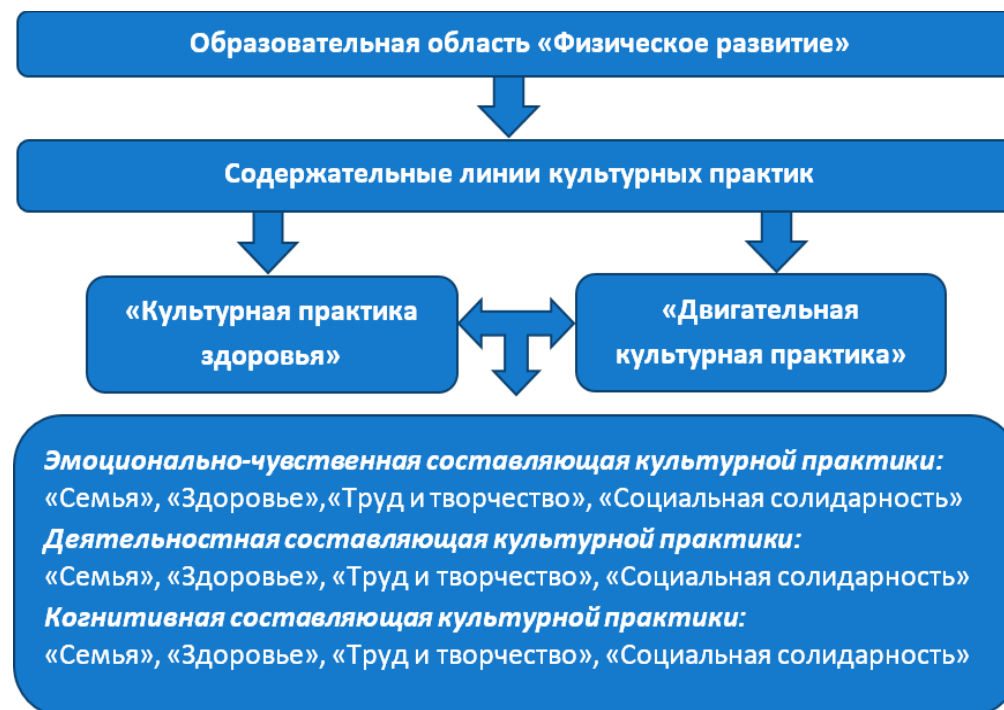 Образовательная область «Физическое развитие»
Содержательные линии культурных практик
«Культурная практика
здоровья»
«Двигательная
культурная практика»
Эмоционально-чувственная составляющая культурной практики:
«Семья», «Здоровье»,«Труд и творчество», «Социальная солидарность»
Деятельностная составляющая культурной практики:
«Семья», «Здоровье», «Труд и творчество», «Социальная солидарность»
Когнитивная составляющая культурной практики:
«Семья», «Здоровье», «Труд и творчество», «Социальная солидарность»